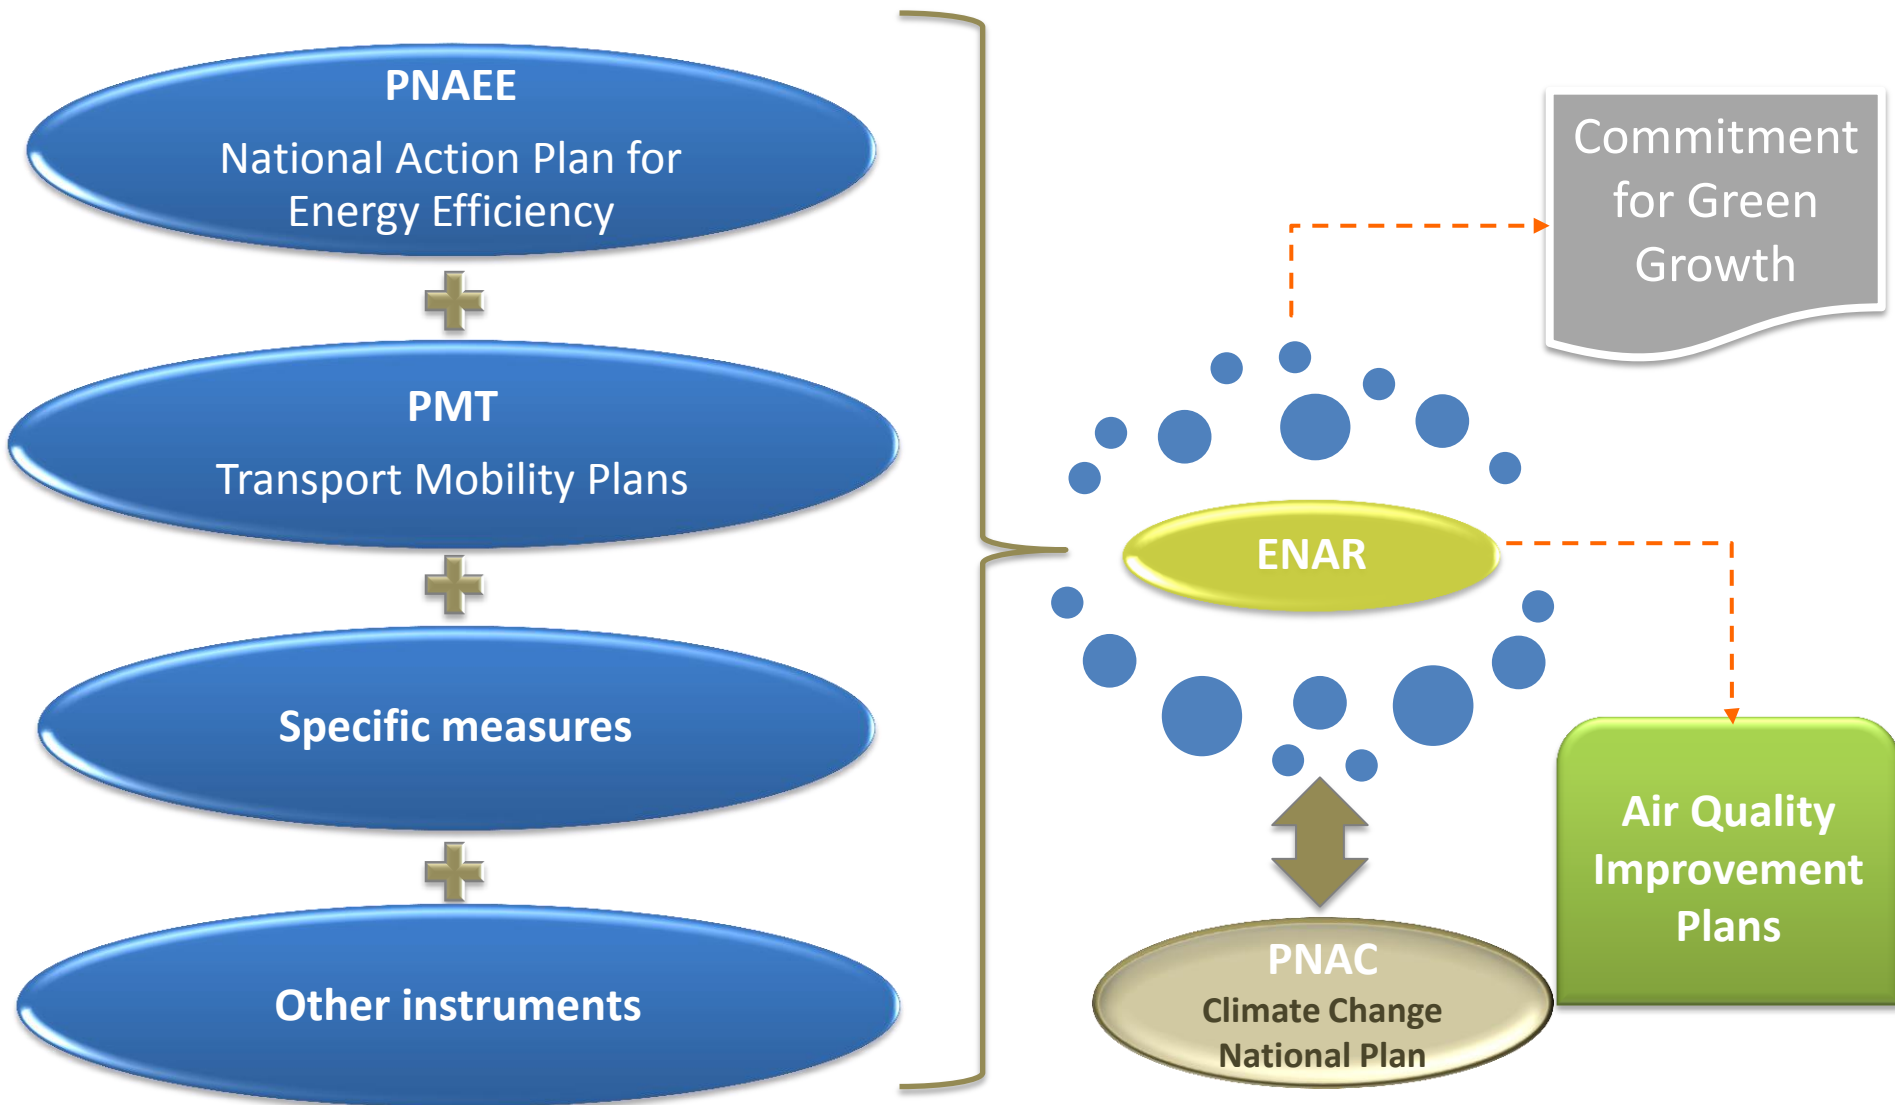 PNAEE
National Action Plan for
Energy Efficiency
PMT
Transport Mobility Plans
Specific measures
Other instruments
Commitment
for Green
Growth
ENAR
Air Quality
Improvement
Plans
PNAC
Climate Change
National Plan